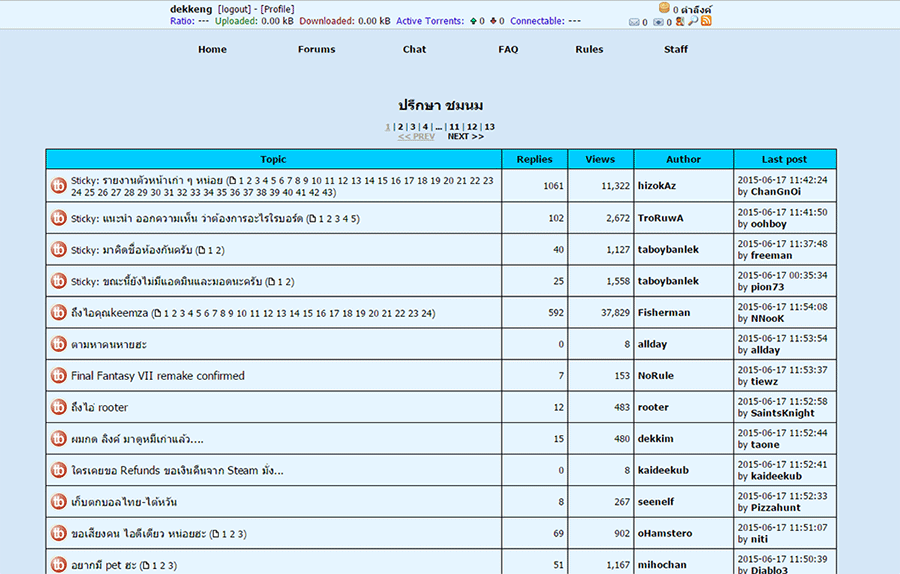 dekkeng [logout] - [Profile]
0 ตำลึงค์
Ratio: --- Uploaded: 0.00 kB Downloaded: 0.00 kB Active Torrents: 0 0 Connectable: ---
0 0
Home Forums Chat FAQ Rules Staff
ปรึกษา ชมนม
1 | 2 | 3 | 4 | ... | 11 | 12 | 13
<< PREV NEXT >>
Topic Replies Views Author Last post
Sticky: รายงานตัวหน้าเก่า ๆ หน่อย ( 1 2 3 4 5 6 7 8 9 10 11 12 13 14 15 16 17 18 19 20 21 22 23
24 25 26 27 28 29 30 31 32 33 34 35 36 37 38 39 40 41 42 43)
1061 11,322 hizokAz
2015-06-17 11:42:24
by ChanGnOi
Sticky: แนะนำ ออกความเห็น ว่าต้องการอะไรไรบอร์ด ( 1 2 3 4 5)
102 2,672 TroRuwA
2015-06-17 11:41:50
by oohboy
Sticky: มาคิดชื่อห้องกันครับ ( 1 2)
40 1,127 taboybanlek
2015-06-17 11:37:48
by freeman
Sticky: ขณะนี้ยังไม่มีแอดมินและมอดนะครับ ( 1 2)
25 1,558 taboybanlek
2015-06-17 00:35:34
by pion73
ถึงไอคุณkeemza ( 1 2 3 4 5 6 7 8 9 10 11 12 13 14 15 16 17 18 19 20 21 22 23 24)
592 37,829 Fisherman
2015-06-17 11:54:08
by NNooK
ตามหาคนหายฮะ
0 8 allday
2015-06-17 11:53:54
by allday
Final Fantasy VII remake confirmed
7 153 NoRule
2015-06-17 11:53:37
by tiewz
ถึงไอ่ rooter
12 483 rooter
2015-06-17 11:52:58
by SaintsKnight
ผมกด ลิงค์ มาดูหมีเก่าแล้ว....
15 480 dekkim
2015-06-17 11:52:44
by taone
ใครเคยขอ Refunds ขอเงินคืนจาก Steam มั่ง...
0 8 kaideekub
2015-06-17 11:52:41
by kaideekub
เก็บตกบอลไทย-ไต้หวัน
8 267 seenelf
2015-06-17 11:52:33
by Pizzahunt
ขอเสียงคน ไอดีเดียว หน่อยฮะ ( 1 2 3)
69 902 oHamstero
2015-06-17 11:51:07
by niti
อยากมี pet ฮะ ( 1 2 3)
51 1,167 mihochan
2015-06-17 11:50:39
by Diablo3